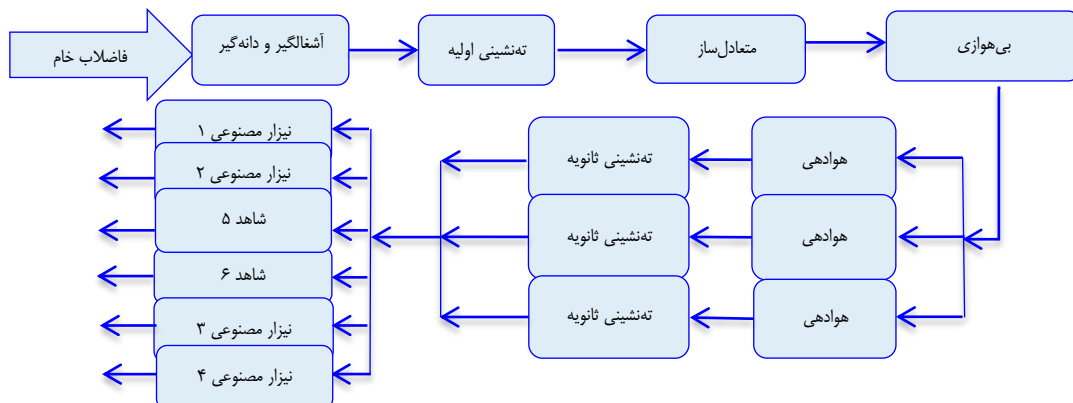 فاضلاب خام
آشغالگیر و دانه‌گیر
ته‌نشینی اولیه
متعادل‌ساز
بی‌هوازی
هوادهی
ته‌نشینی ثانویه
هوادهی
ته‌نشینی ثانویه
هوادهی
ته‌نشینی ثانویه
نیزار مصنوعی ۱
نیزار مصنوعی ۲
شاهد ۵
شاهد ۶
نیزار مصنوعی ۳
نیزار مصنوعی ۴